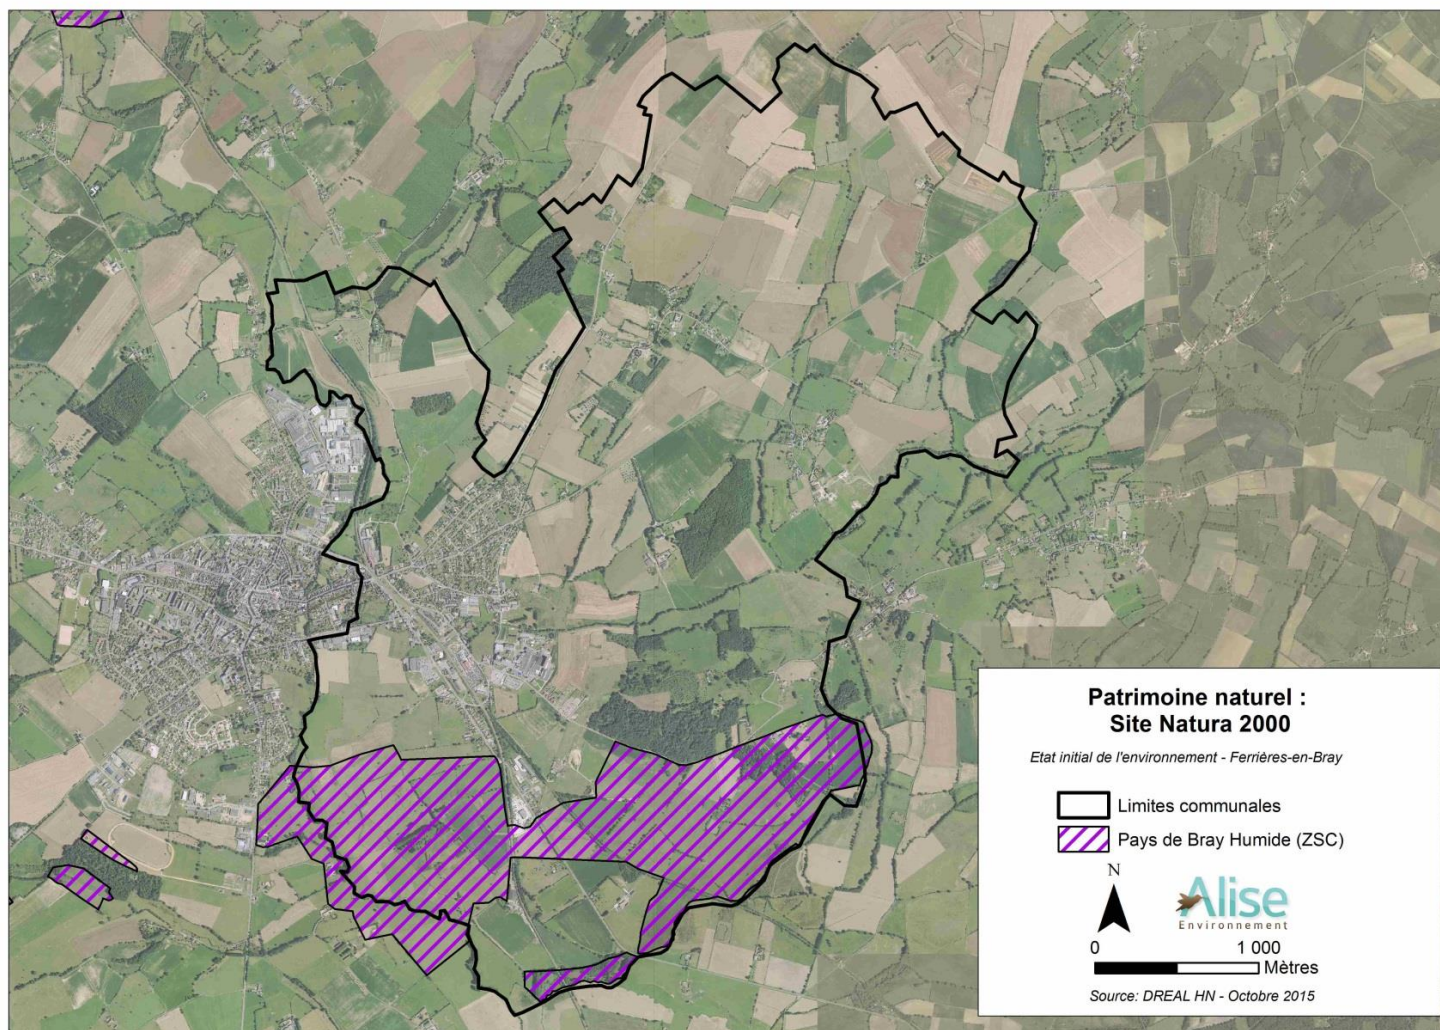 Patrimoine naturel :
Site Natura 2000
Etat initial de l'environnement - Ferrières-en-Bray
Limites communales
Pays de Bray Humide (ZSC)
N
Alise
Environnement
0 1 000
Mètres
Source: DREAL HN - Octobre 2015